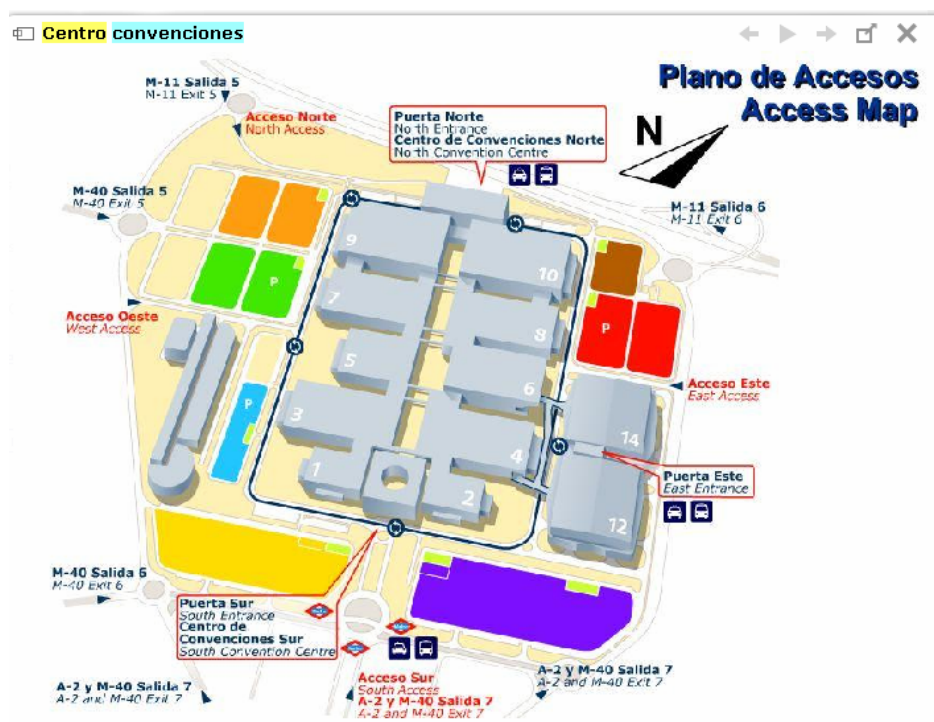 Centro convenciones
Plano de Accesos
Access Map
N
M-11 Salida 5
M-11 Exit 5
Acceso Norte
North Access
Puerta Norte
North Entrance
Centro de Convenciones Norte
North Convention Centre
M-40 Salida 5
M-40 Exit 5
M-11 Salida 6
M-11 Exit 6
9
10
P
7
Acceso Oeste
West Access
8
P
5
6
Acceso Este
East Access
P
3
14
4
1
2
Puerta Este
East Entrance
12
M-40 Salida 6
M-40 Exit 6
Puerta Sur
South Entrance
Centro de
Convenciones Sur
South Convention Centre
A-2 y M-40 Salida 7
A-2 and M-40 Exit 7
Acceso Sur
South Access
A-2 y M-40 Salida 7
A-2 and M-40 Exit 7
A-2 y M-40 Salida 7
A-2 and M-40 Exit 7